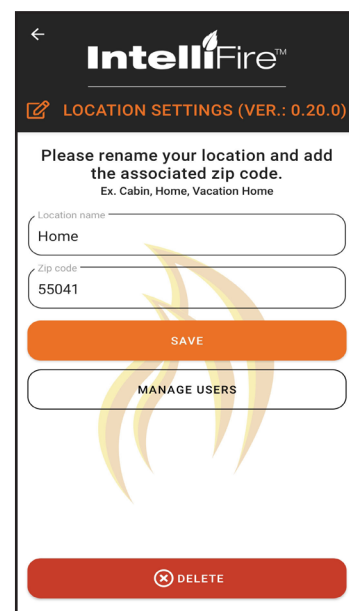 IntelliFire™
LOCATION SETTINGS (VER.: 0.20.0)
Please rename your location and add
the associated zip code.
Ex. Cabin, Home, Vacation Home
Location name
Home
Zip code
55041
SAVE
MANAGE USERS
DELETE